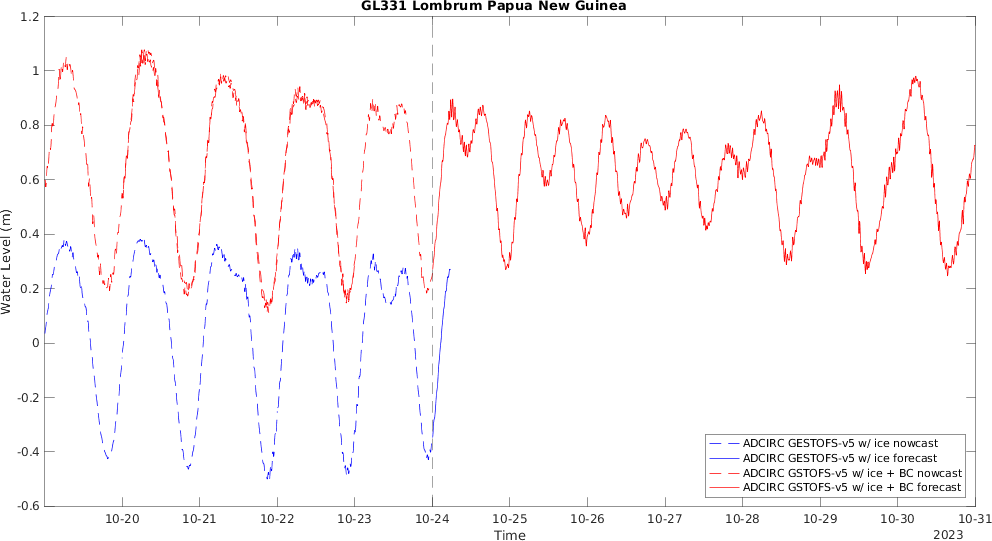 GL331 Lombrum Papua New Guinea
1.2
1
0.8
0.6
0.4
0.2
0
-0.2
-0.4
-0.6
Water Level (m)
10-20 10-21 10-22 10-23 10-24 10-25 10-26 10-27 10-28 10-29 10-30 10-31
Time
2023
ADCIRC GESTOFS-v5 w/ ice nowcast
ADCIRC GESTOFS-v5 w/ ice forecast
ADCIRC GSTOFS-v5 w/ ice + BC nowcast
ADCIRC GSTOFS-v5 w/ ice + BC forecast